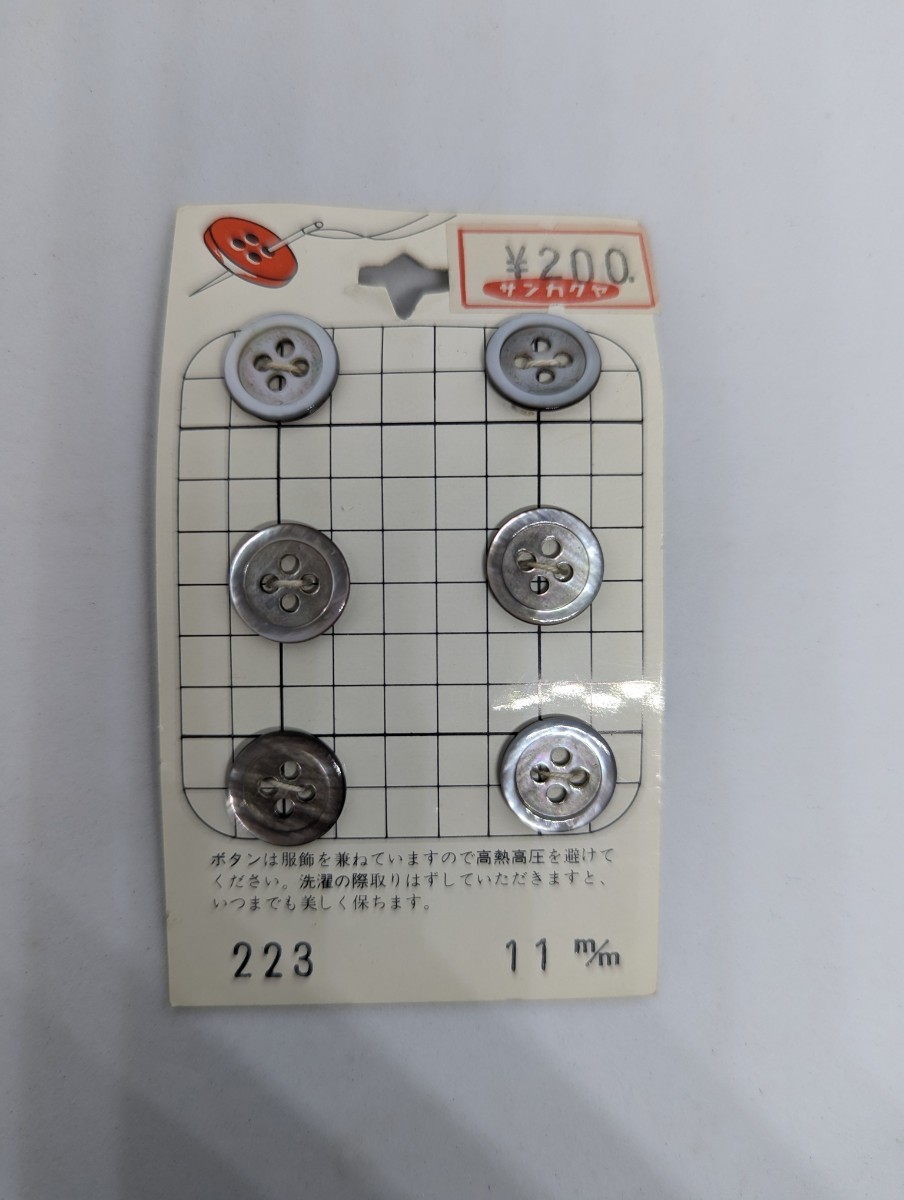 ¥200.
サンカクヤ
ボタンは服飾を兼ねていますので高熱高圧を避けて
ください。洗濯の際取りはずしていただきますと、
いつまでも美しく保ちます。
223 11 m/m